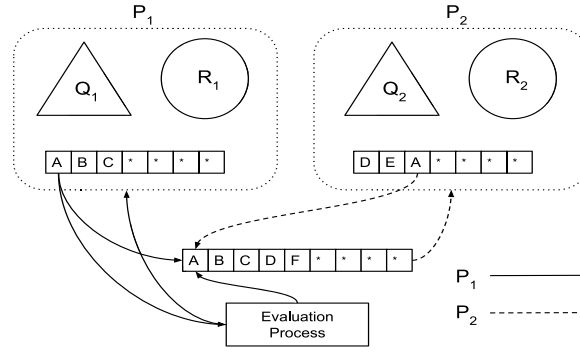 P1 P2
Q1 R1 Q2 R2
A B C * * * * D E A * * * *
A B C D F * * * *
P1
Evaluation
Process
P2